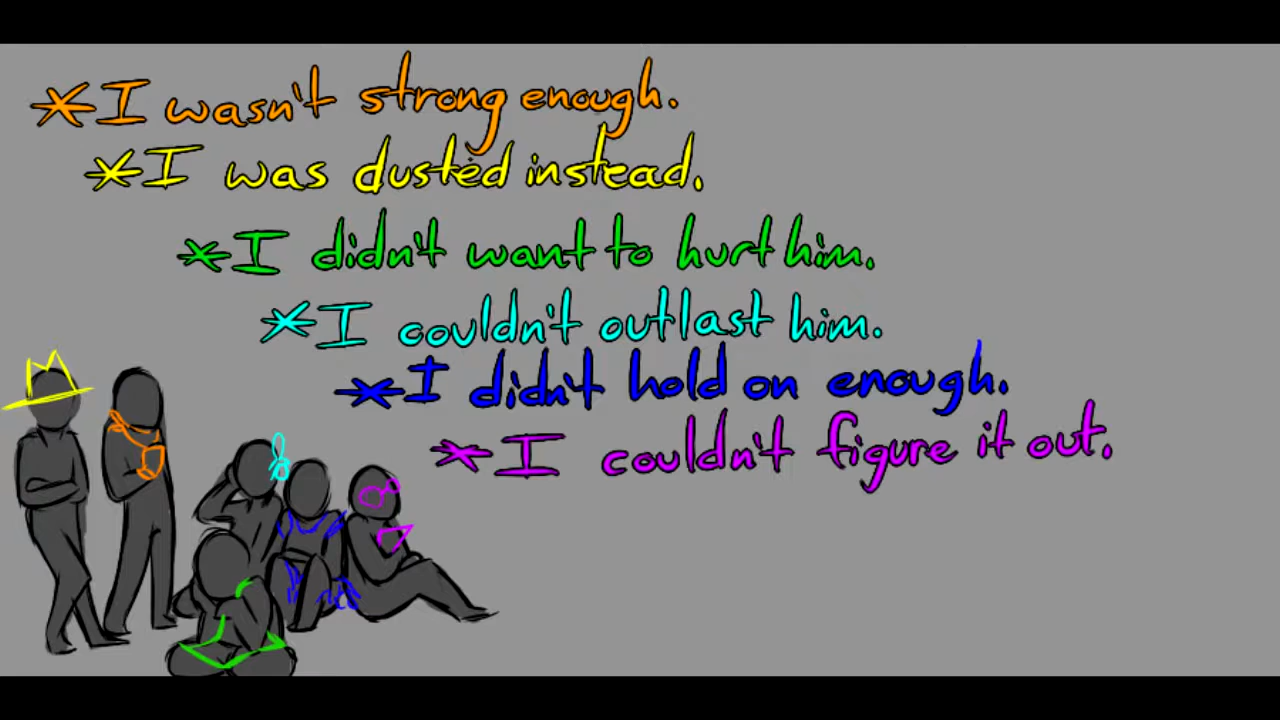 *I wasn't strong enough.
*I was dusted instead.
*I didn't want to hurt him.
*I couldn't outlast him.
*I didn't hold on enough.
*I couldn't figure it out.